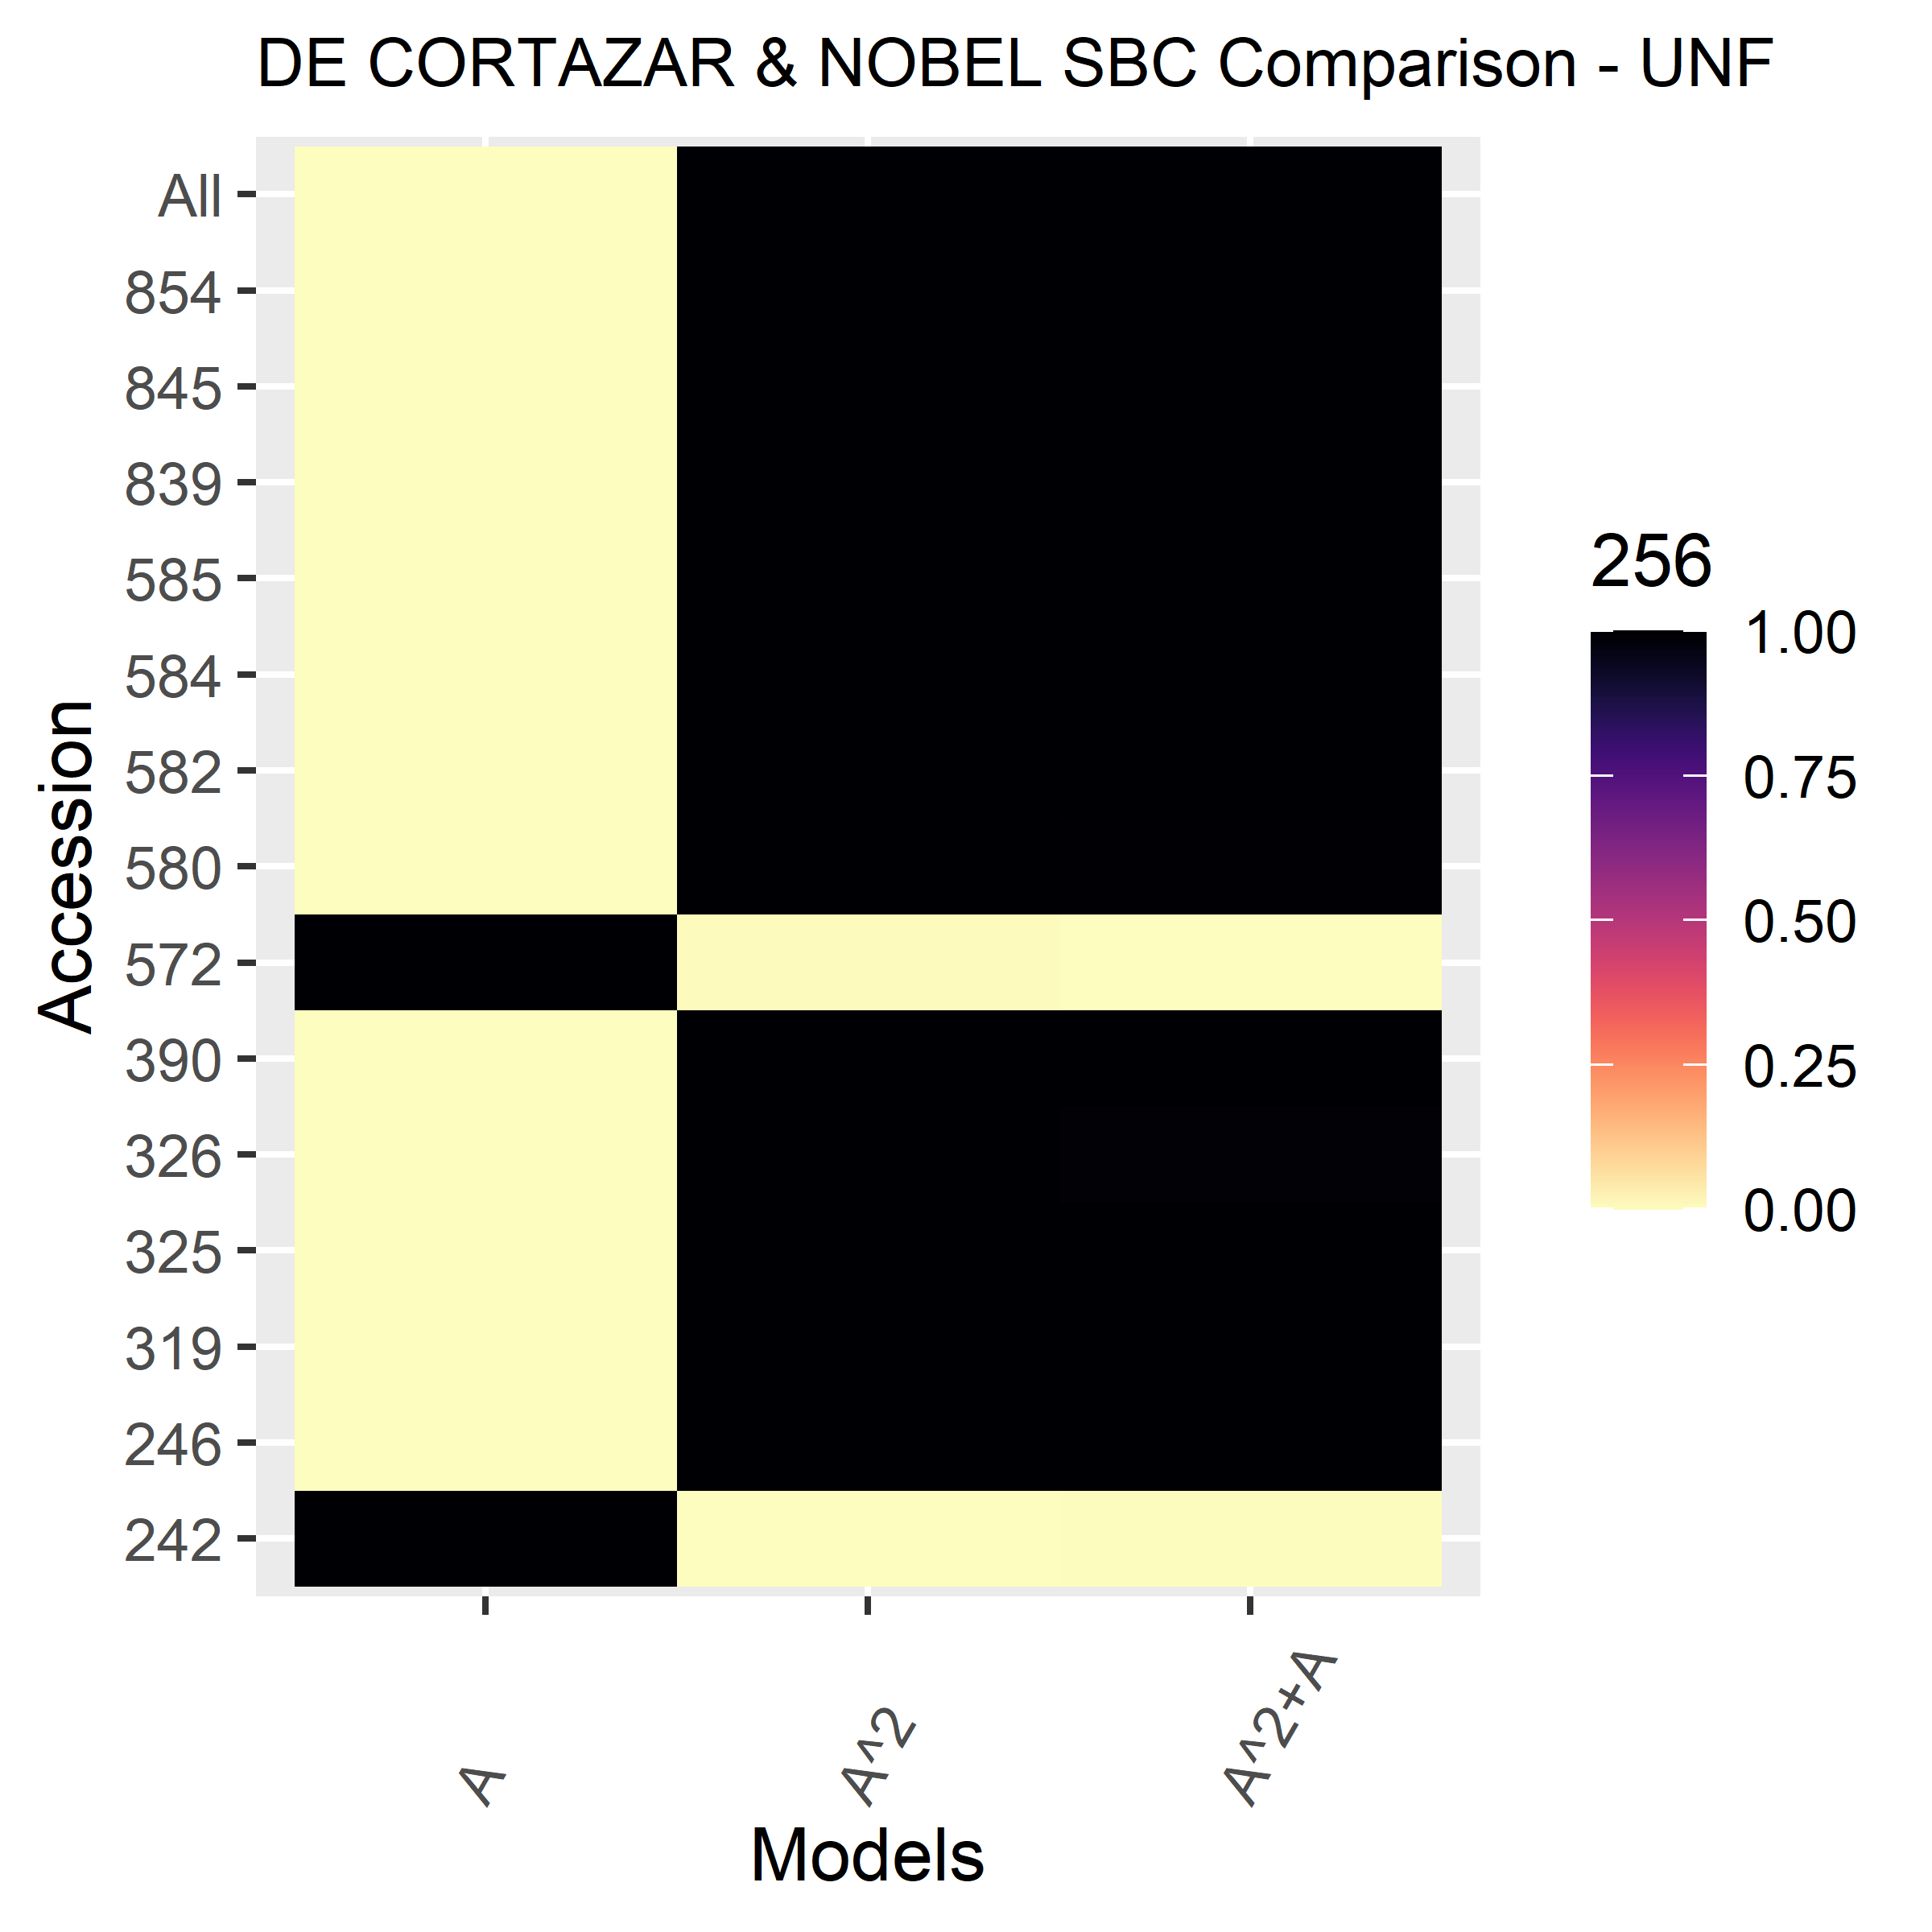 DE CORTAZAR & NOBEL SBC Comparison - UNF
All
854
845
839
585
584
582
580
572
390
326
325
319
246
242
Accession
A
A^2
A^2+A
Models
256
1.00
0.75
0.50
0.25
0.00